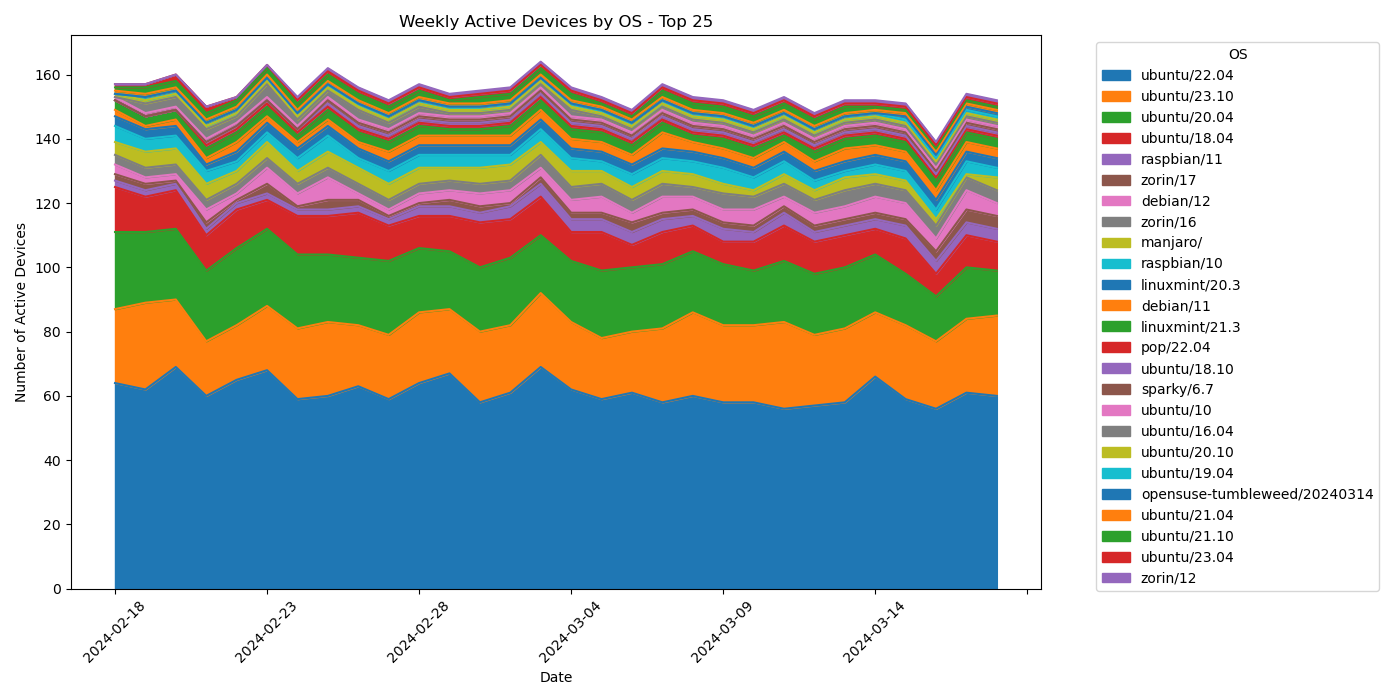 Weekly Active Devices by OS - Top 25
Number of Active Devices
160
140
120
100
80
60
40
20
0
2024-02-18
2024-02-23
2024-02-28
2024-03-04
2024-03-09
2024-03-14
Date
OS
ubuntu/22.04
ubuntu/23.10
ubuntu/20.04
ubuntu/18.04
raspbian/11
zorin/17
debian/12
zorin/16
manjaro/
raspbian/10
linuxmint/20.3
debian/11
linuxmint/21.3
pop/22.04
ubuntu/18.10
sparky/6.7
ubuntu/10
ubuntu/16.04
ubuntu/20.10
ubuntu/19.04
opensuse-tumbleweed/20240314
ubuntu/21.04
ubuntu/21.10
ubuntu/23.04
zorin/12